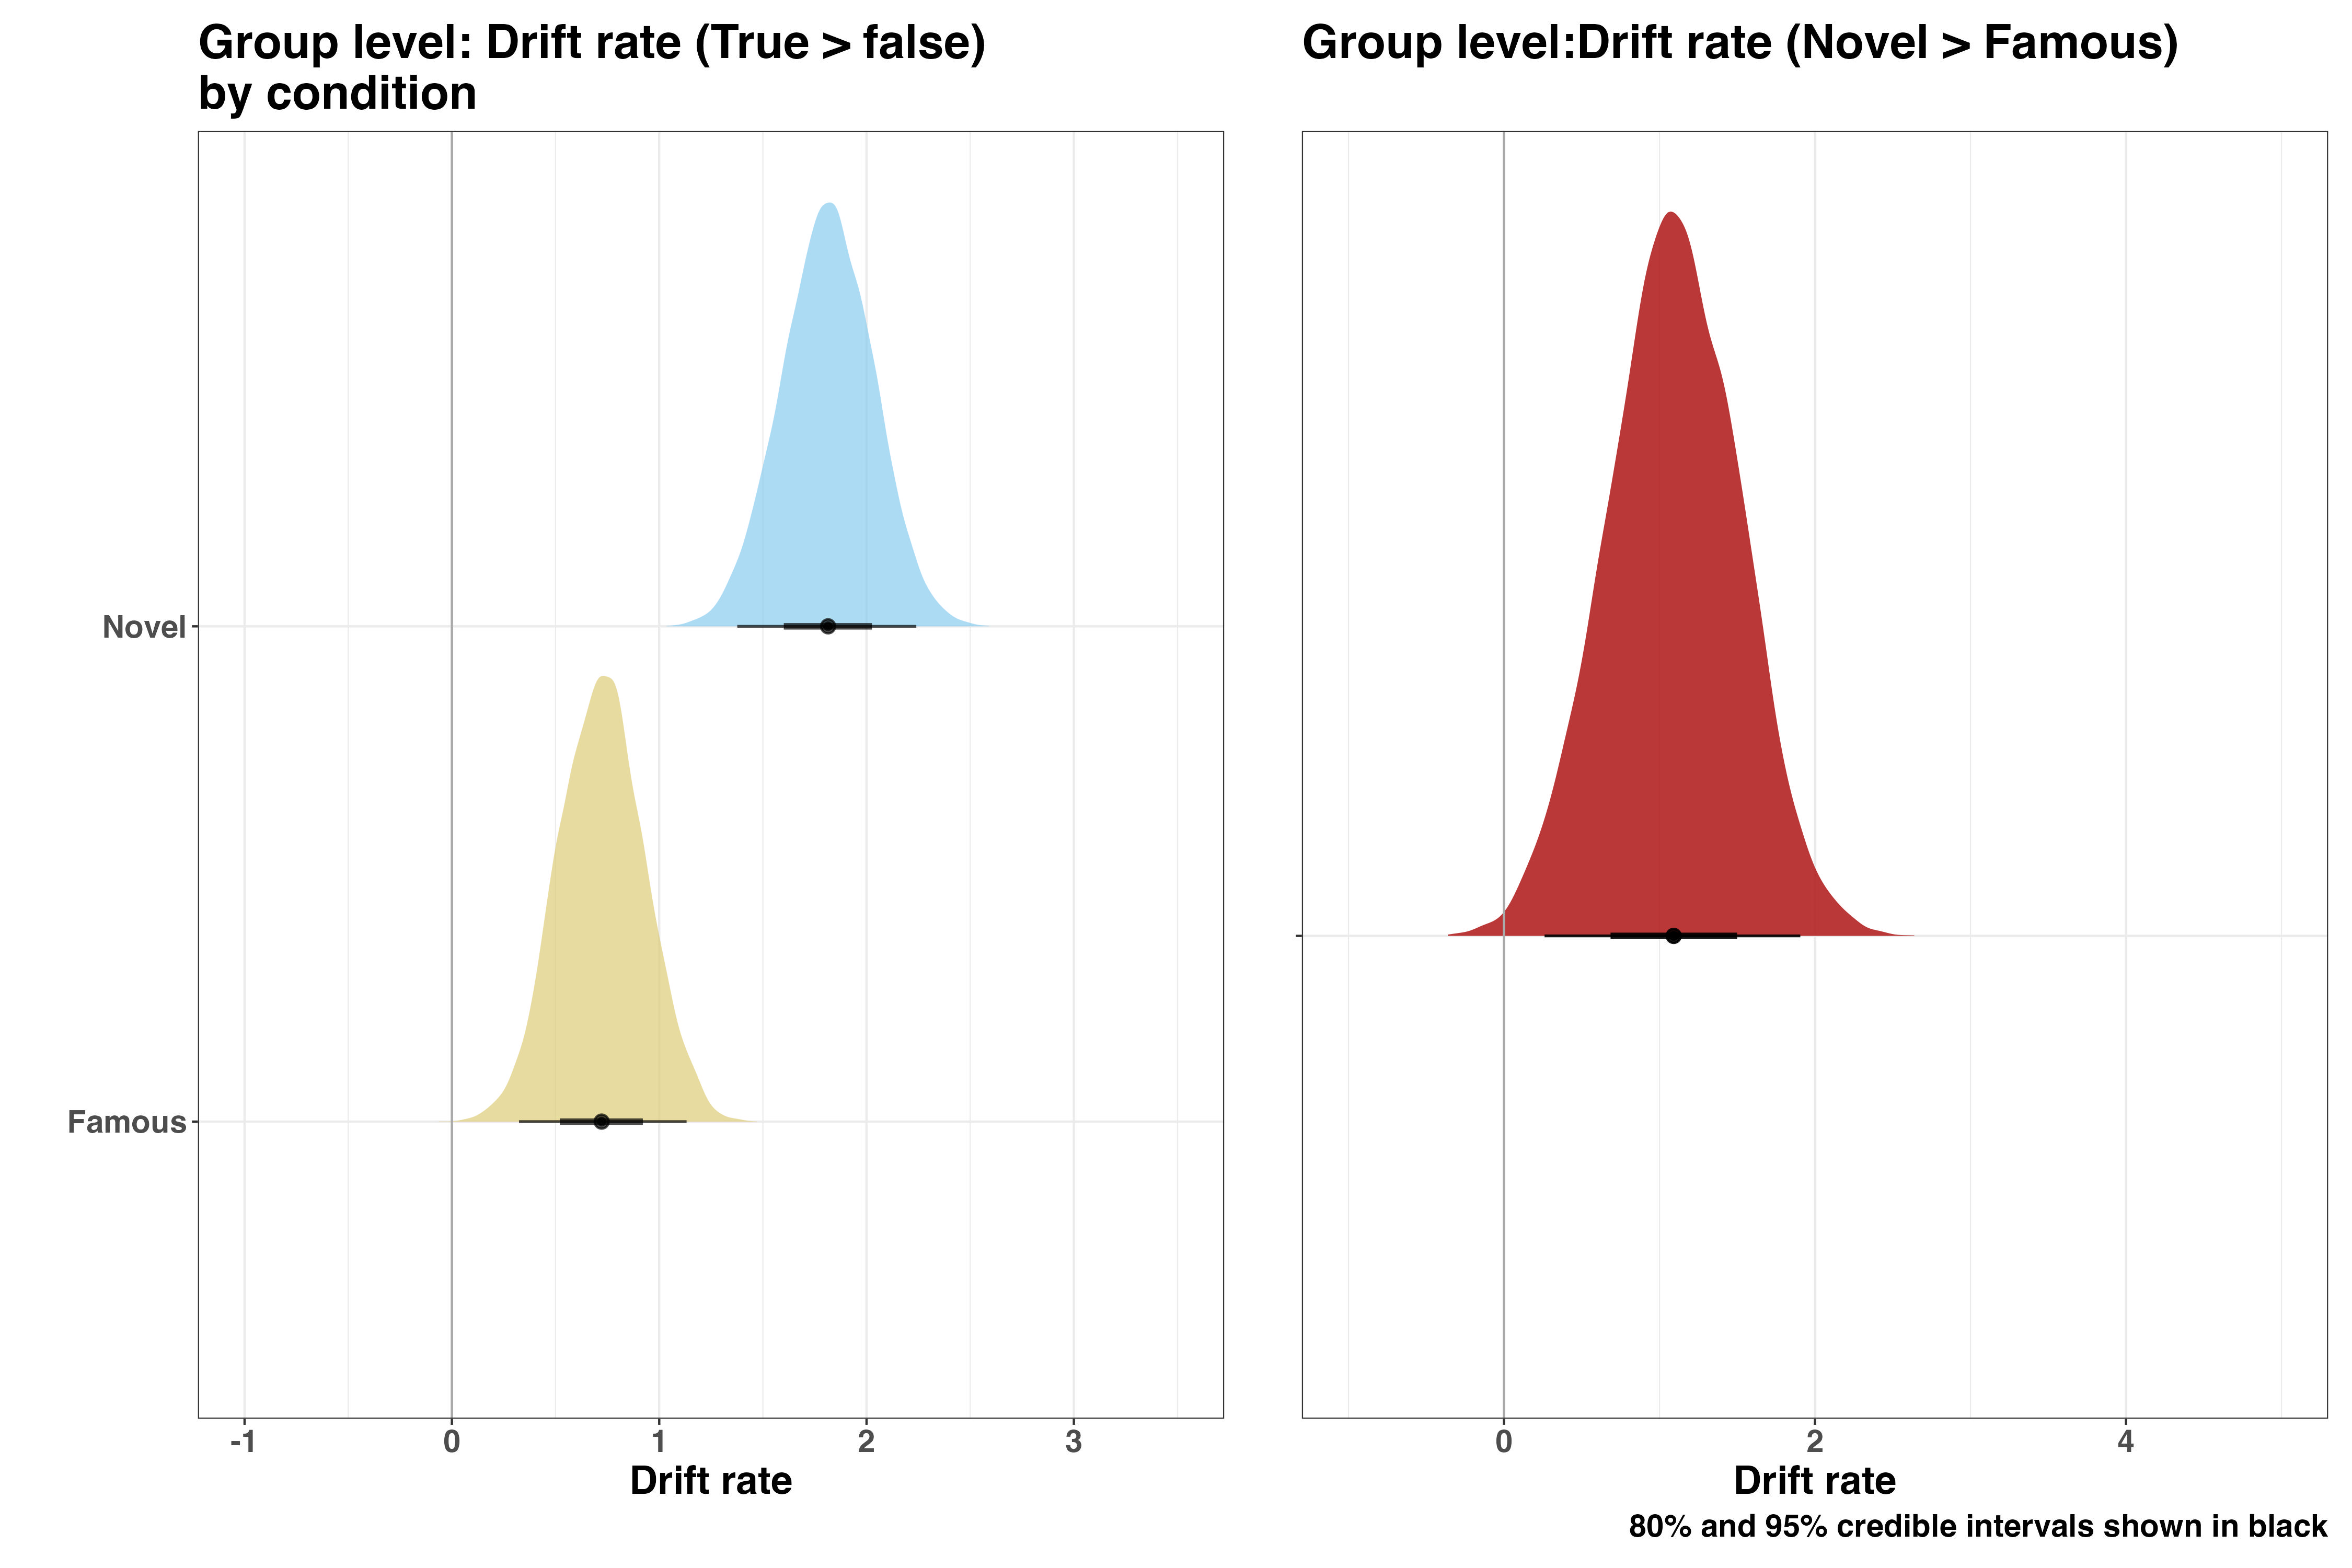 Group level: Drift rate (True > false)
by condition
Novel
Famous
-1 0 1 2 3
Drift rate
Group level:Drift rate (Novel > Famous)
0 2 4
Drift rate
80% and 95% credible intervals shown in black